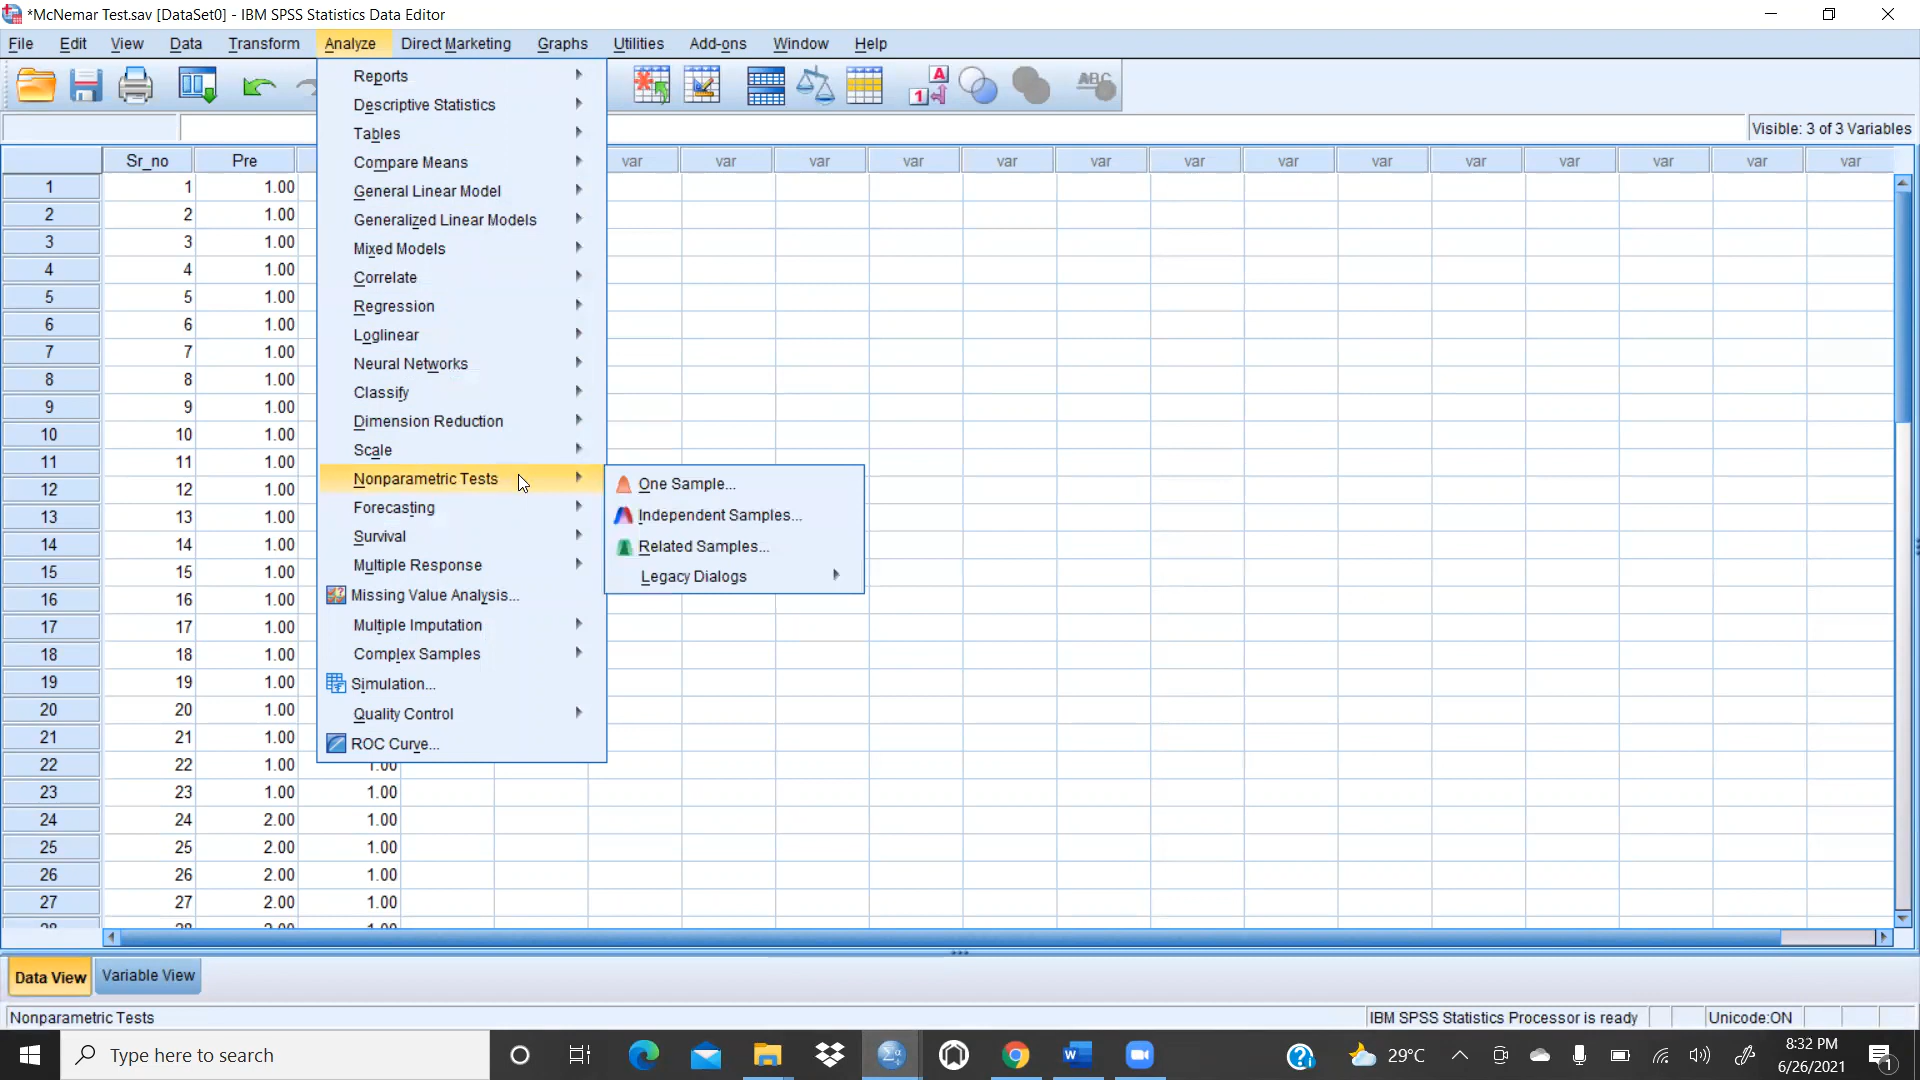 *McNemar Test.sav [DataSet0] - IBM SPSS Statistics Data Editor
File Edit View Data Transform Analyze Direct Marketing Graphs Utilities Add-ons Window Help
A
1
ABC
Visible: 3 of 3 Variables
Sr_no Pre var var var var var var var var var var var var var var
1 1 1.00
2 2 1.00
3 3 1.00
4 4 1.00
5 5 1.00
6 6 1.00
7 7 1.00
8 8 1.00
9 9 1.00
10 10 1.00
11 11 1.00
12 12 1.00
13 13 1.00
14 14 1.00
15 15 1.00
16 16 1.00
17 17 1.00
18 18 1.00
19 19 1.00
20 20 1.00
21 21 1.00
22 22 1.00 1.00
23 23 1.00 1.00
24 24 2.00 1.00
25 25 2.00 1.00
26 26 2.00 1.00
27 27 2.00 1.00
28 28 2.00 1.00
Reports
Descriptive Statistics
Tables
Compare Means
General Linear Model
Generalized Linear Models
Mixed Models
Correlate
Regression
Loglinear
Neural Networks
Classify
Dimension Reduction
Scale
Nonparametric Tests
Forecasting
Survival
Multiple Response
Missing Value Analysis...
Multiple Imputation
Complex Samples
Simulation...
Quality Control
ROC Curve...
One Sample...
Independent Samples...
Related Samples...
Legacy Dialogs
Data View Variable View
Nonparametric Tests IBM SPSS Statistics Processor is ready Unicode:ON
Type here to search
29°C
8:32 PM
6/26/2021
1